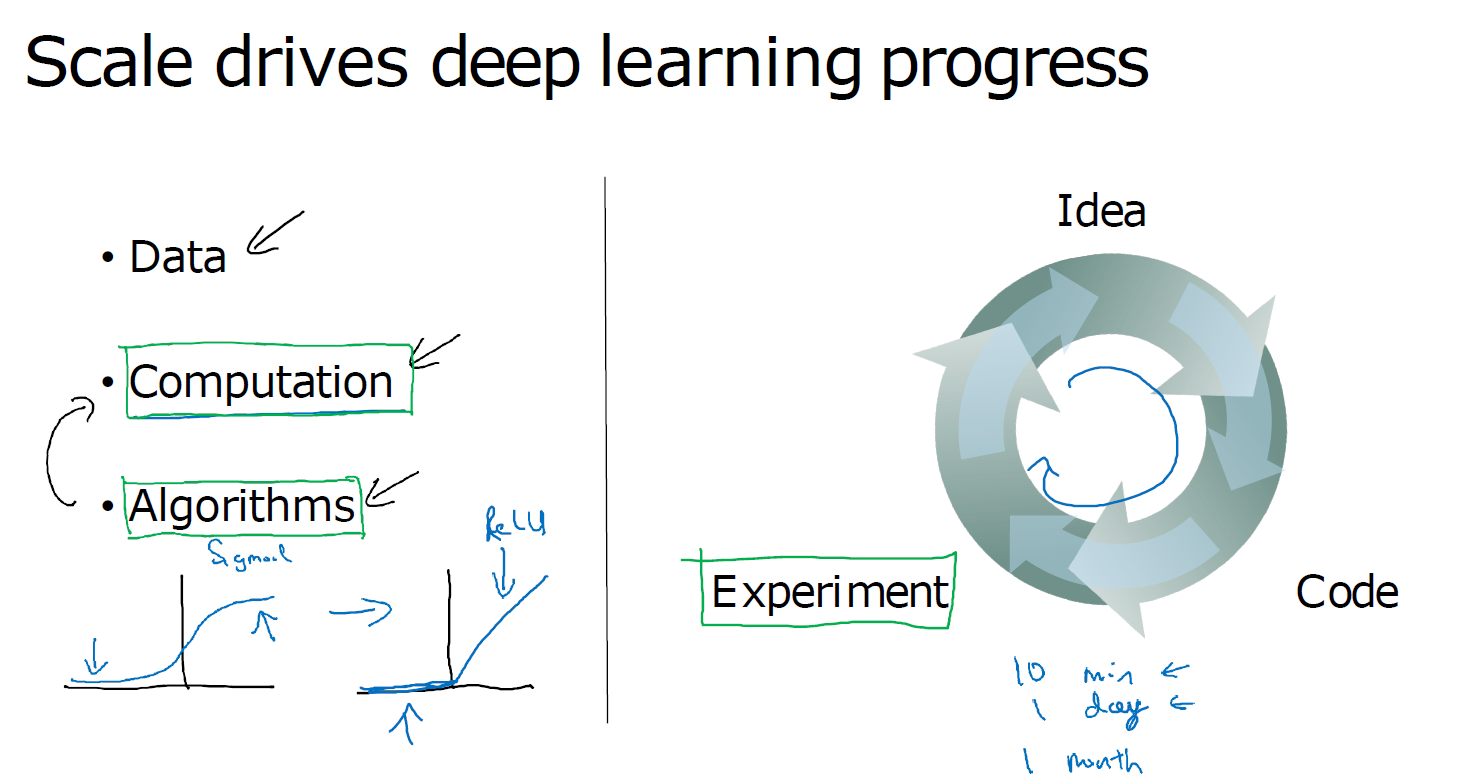 Scale drives deep learning progress
• Data
• Computation
• Algorithms
Sigmoid
ReLU
Idea
Experiment
Code
10 min
1 day
1 month